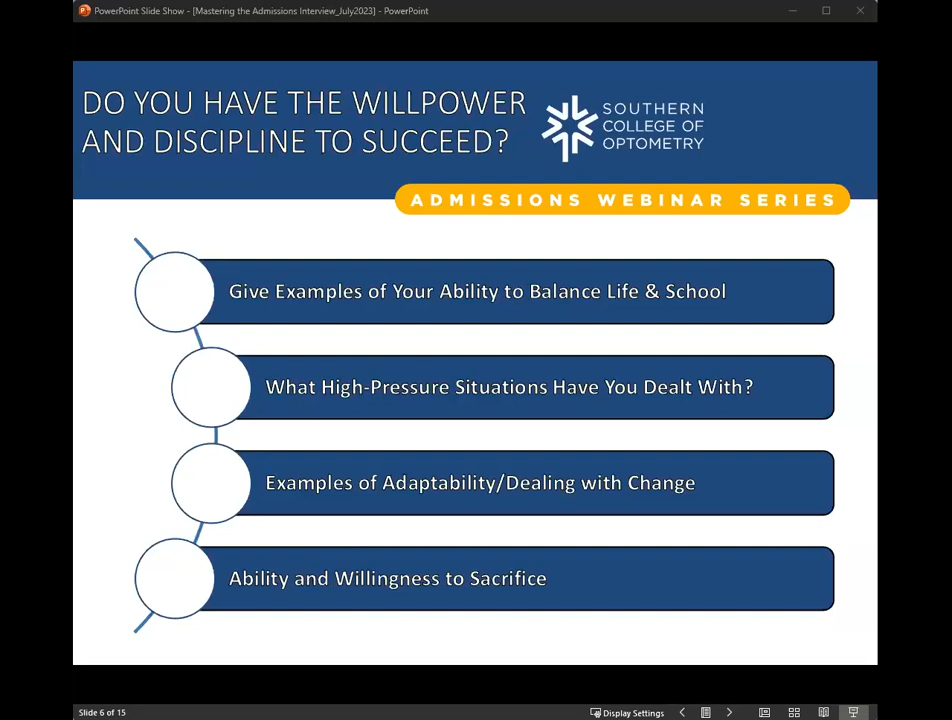 PowerPoint Slide Show - [Mastering the Admissions Interview_July2023] - PowerPoint
DO YOU HAVE THE WILLPOWER
AND DISCIPLINE TO SUCCEED?
SOUTHERN
COLLEGE OF
OPTOMETRY
ADMISSIONS WEBINAR SERIES
Give Examples of Your Ability to Balance Life & School
What High-Pressure Situations Have You Dealt With?
Examples of Adaptability/Dealing with Change
Ability and Willingness to Sacrifice
Slide 6 of 15
Display Settings